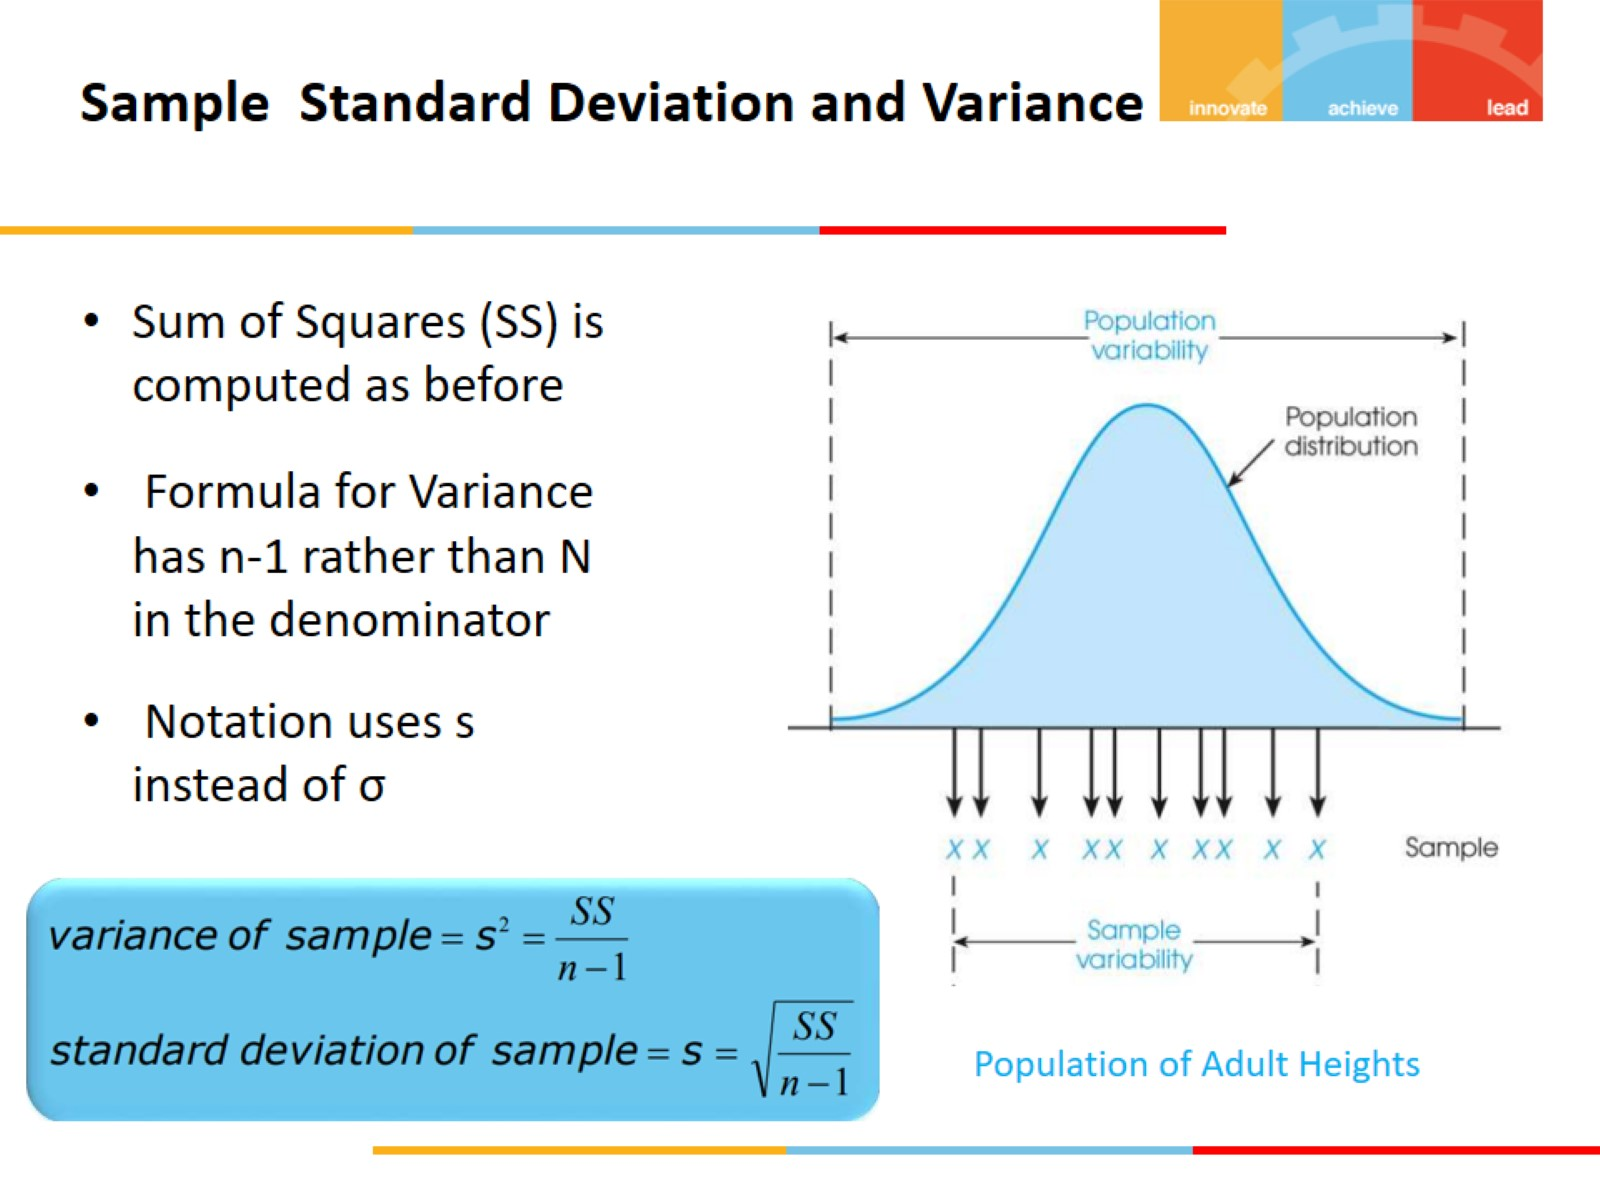 Sample  Standard Deviation and Variance
innovate achieve lead
• Sum of Squares (SS) is
computed as before
• Formula for Variance
has n-1 rather than N
in the denominator
• Notation uses s
instead of σ
variance of sample = s² = SS / n − 1
standard deviation of sample = s = √(SS / n − 1)
Population
variability
Population
distribution
X X X X X X X X X X Sample
Sample
variability
Population of Adult Heights